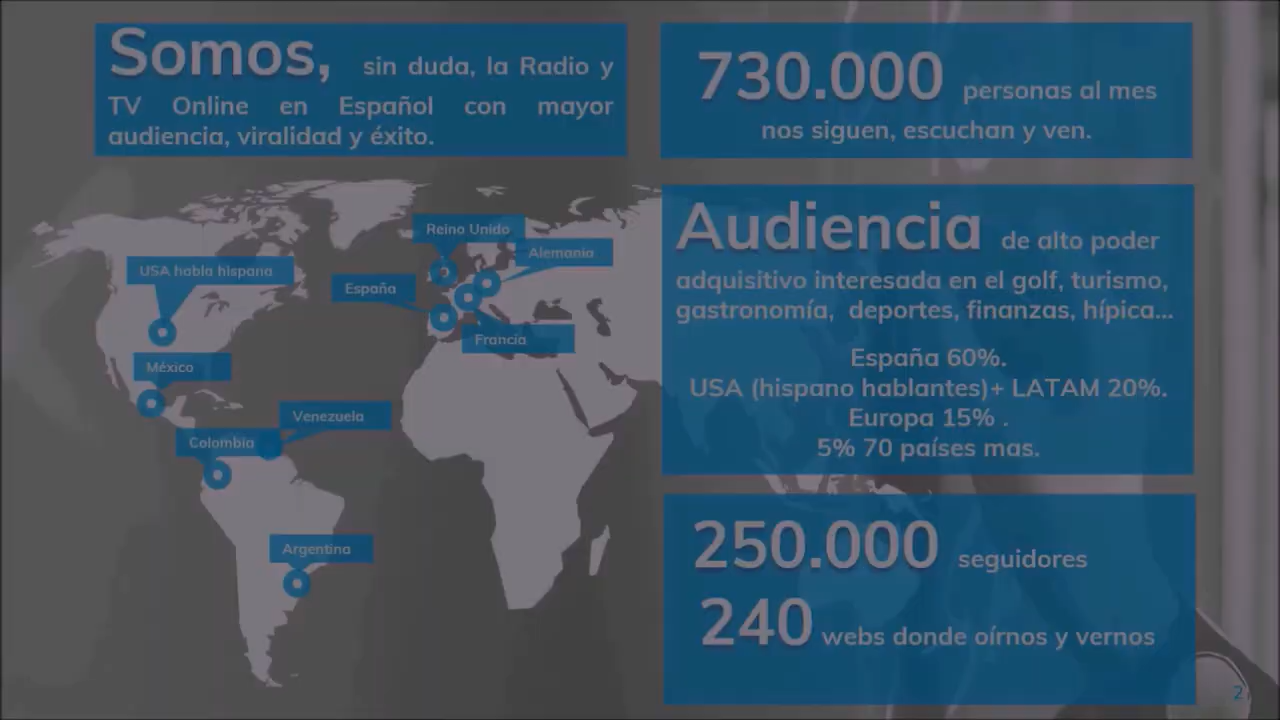 Somos, sin duda, la Radio y
TV Online en Español con mayor
audiencia, viralidad y éxito.
730.000 personas al mes
nos siguen, escuchan y ven.
Reino Unido
Alemania
USA habla hispana
España
Francia
México
Venezuela
Colombia
Argentina
Audiencia de alto poder
adquisitivo interesada en el golf, turismo,
gastronomía, deportes, finanzas, hípica...
España 60%.
USA (hispano hablantes)+ LATAM 20%.
Europa 15% .
5% 70 países mas.
250.000 seguidores
240 webs donde oírnos y vernos
2